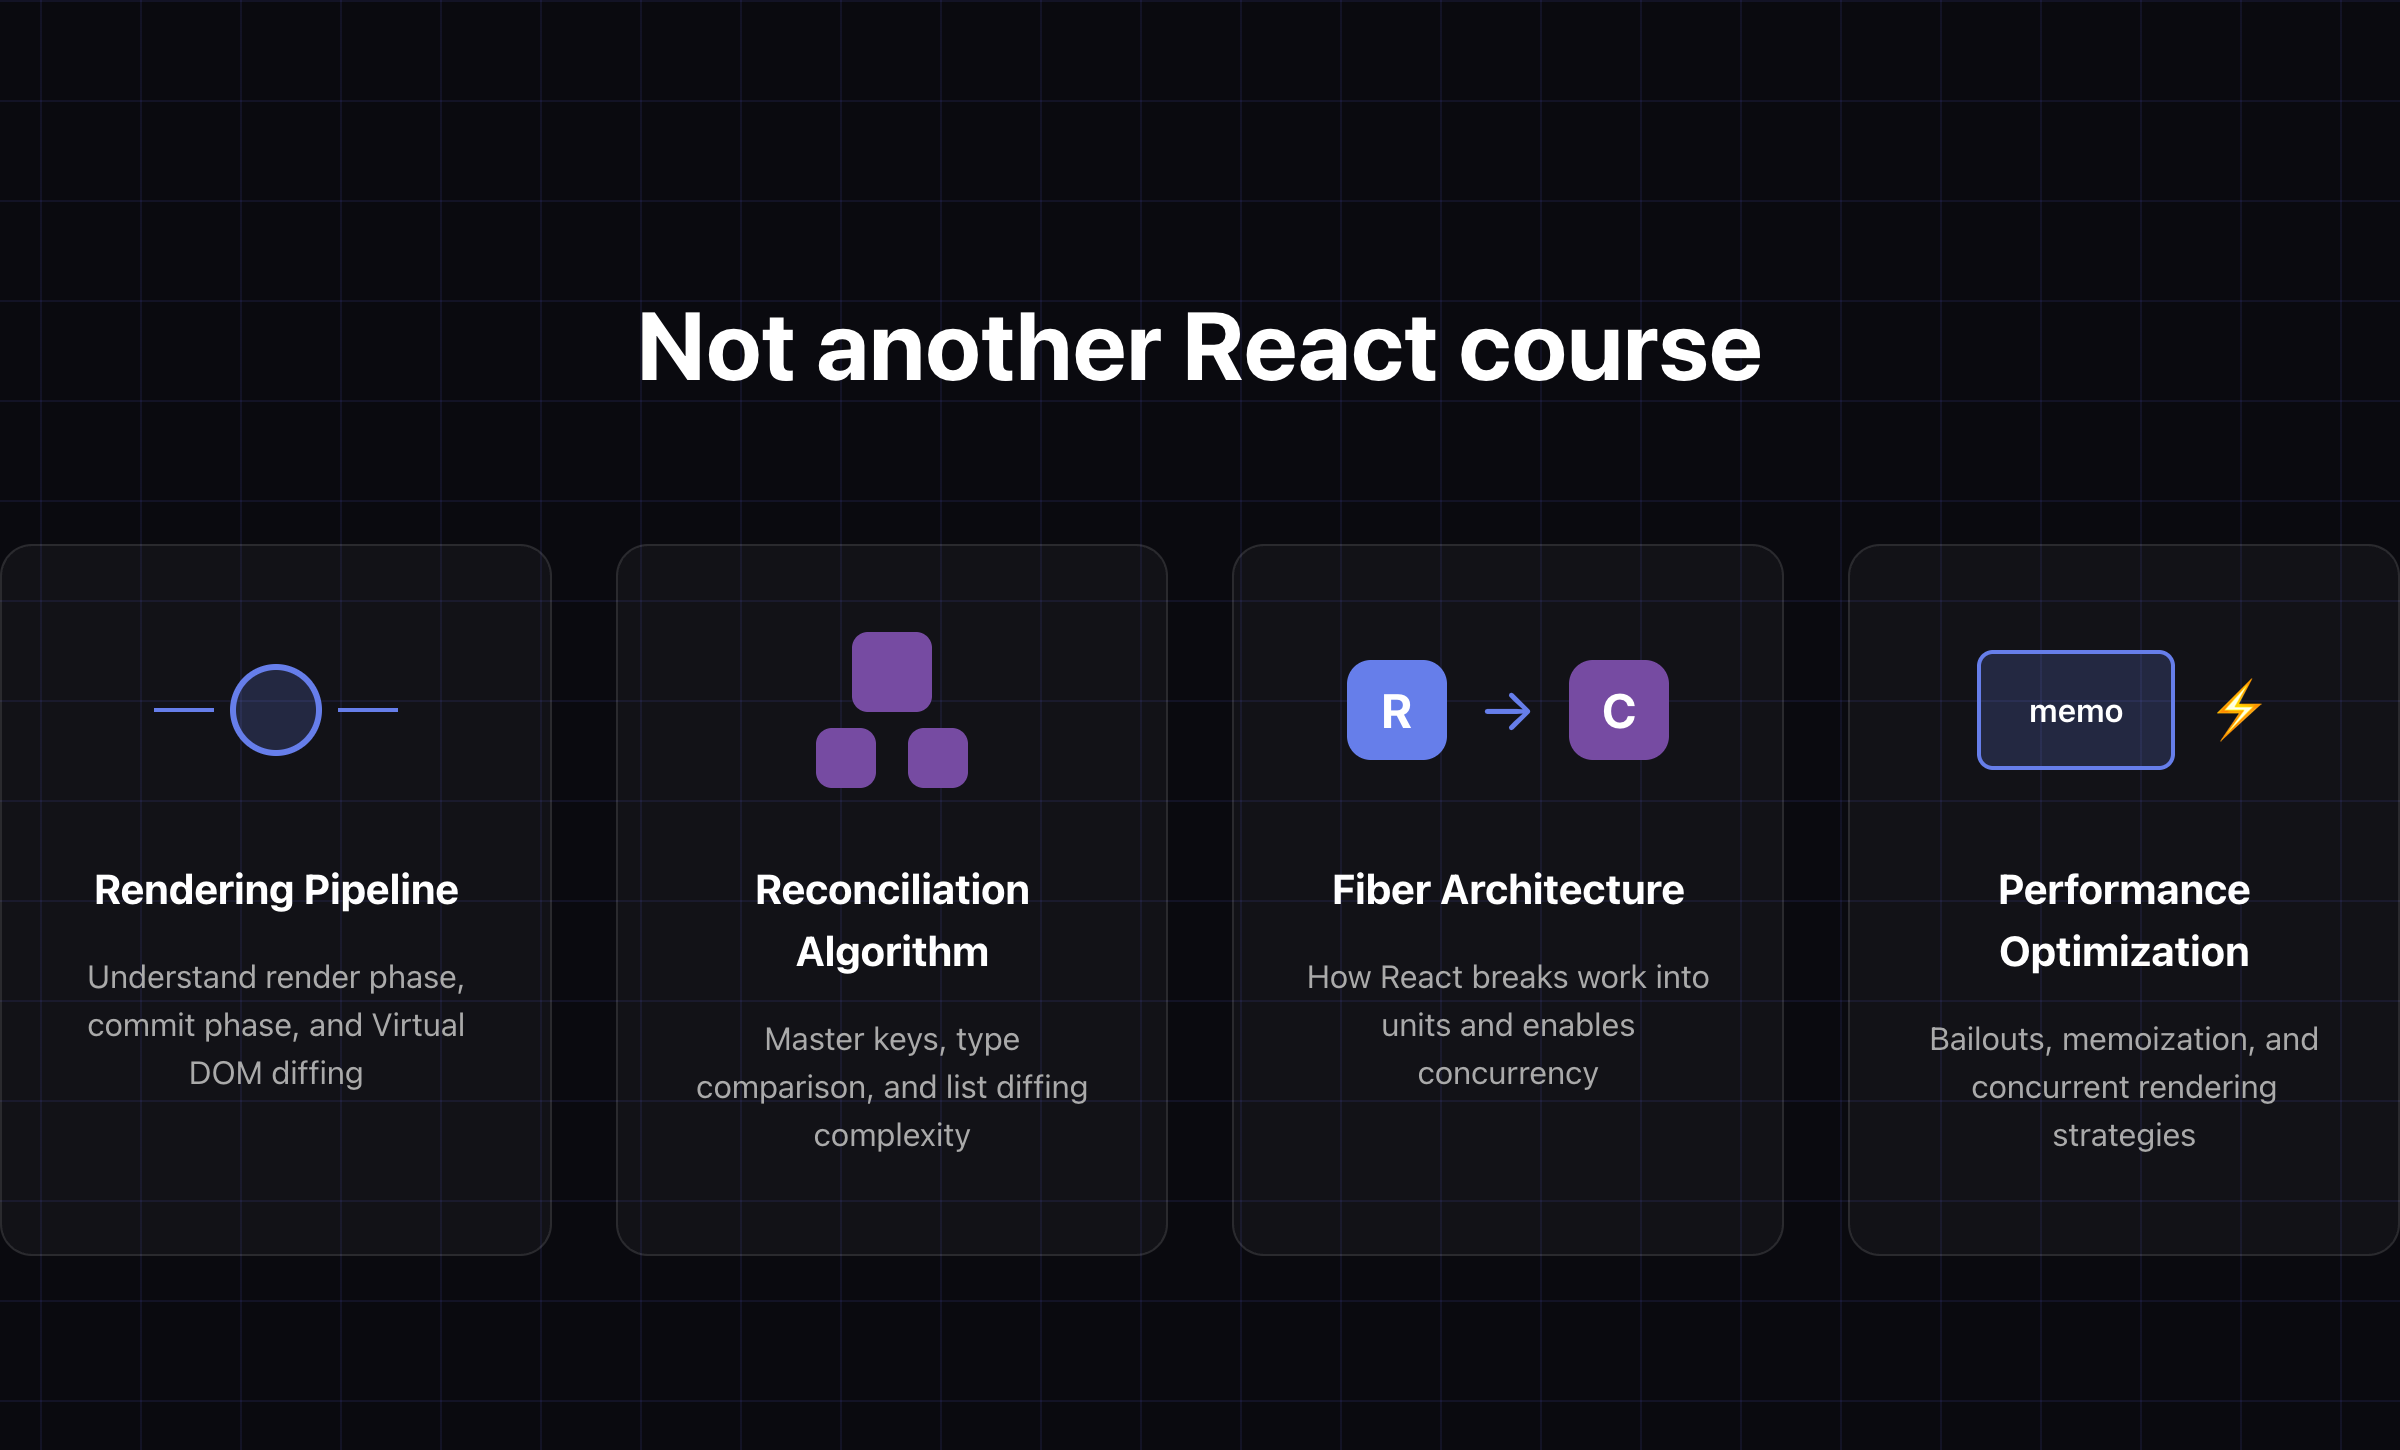 Not another React course
Rendering Pipeline
Understand render phase,
commit phase, and Virtual
DOM diffing
Reconciliation
Algorithm
Master keys, type
comparison, and list diffing
complexity
R → C
Fiber Architecture
How React breaks work into
units and enables
concurrency
memo ⚡
Performance
Optimization
Bailouts, memoization, and
concurrent rendering
strategies